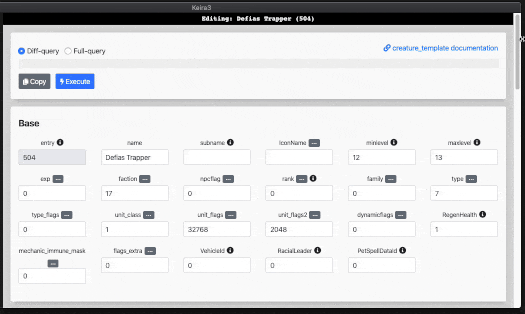 Keira3
Editing: Defias Trapper (504)
Diff-query Full-query
creature_template documentation
Copy Execute
Base
entry name subname IconName minlevel maxlevel
504 Defias Trapper 12 13
exp faction npcflag rank family type
0 17 0 0 0 7
type_flags unit_class unit_flags unit_flags2 dynamicflags RegenHealth
0 1 32768 2048 0 1
mechanic_immune_mask flags_extra VehicleId RacialLeader PetSpellDataId
0 0 0 0 0